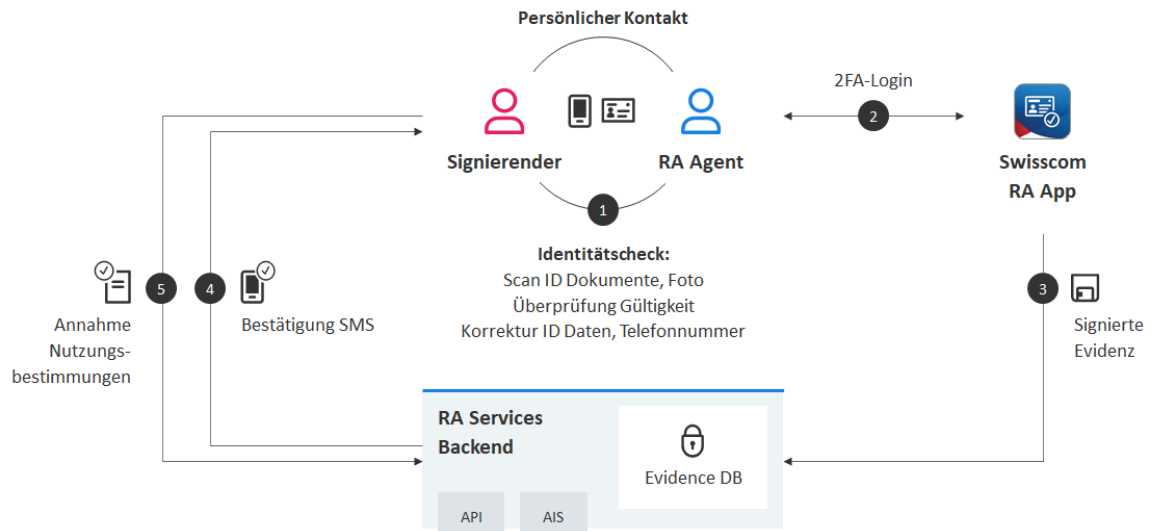 Persönlicher Kontakt
2FA-Login
2
Signierender
RA Agent
Swisscom
RA App
1
Identitätscheck:
Scan ID Dokumente, Foto
Überprüfung Gültigkeit
Korrektur ID Daten, Telefonnummer
5
4
3
Annahme
Nutzungs-
bestimmungen
Bestätigung SMS
Signierte
Evidenz
RA Services
Backend
Evidence DB
API
AIS